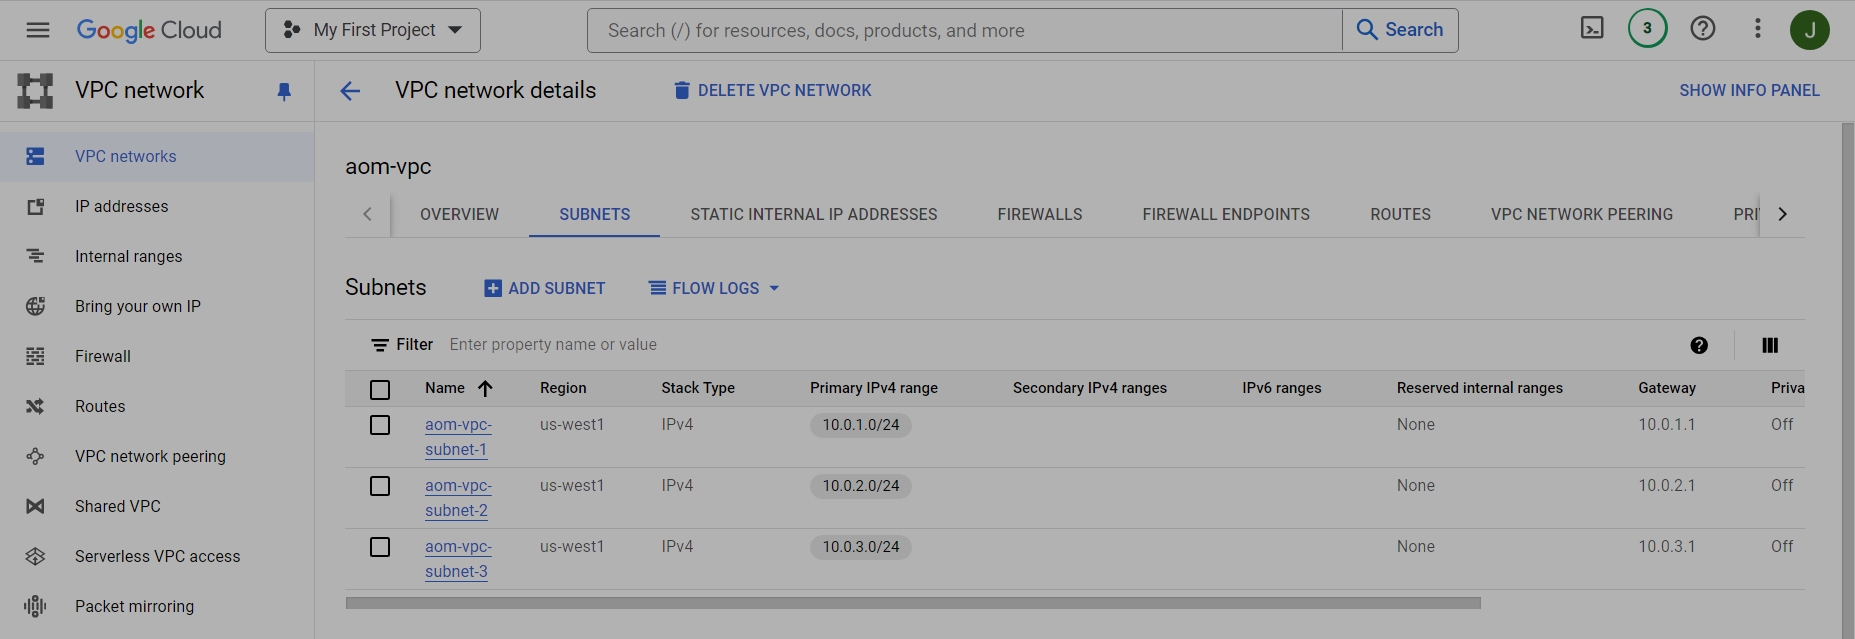 Google Cloud
My First Project
Search (/) for resources, docs, products, and more
Search
3
J
VPC network
VPC network details
DELETE VPC NETWORK
SHOW INFO PANEL
VPC networks
IP addresses
Internal ranges
Bring your own IP
Firewall
Routes
VPC network peering
Shared VPC
Serverless VPC access
Packet mirroring
aom-vpc
OVERVIEW SUBNETS STATIC INTERNAL IP ADDRESSES FIREWALLS FIREWALL ENDPOINTS ROUTES VPC NETWORK PEERING PRI
Subnets ADD SUBNET FLOW LOGS
Filter Enter property name or value
Name Region Stack Type Primary IPv4 range Secondary IPv4 ranges IPv6 ranges Reserved internal ranges Gateway Priva
aom-vpc- us-west1 IPv4 10.0.1.0/24 None 10.0.1.1 Off
subnet-1
aom-vpc- us-west1 IPv4 10.0.2.0/24 None 10.0.2.1 Off
subnet-2
aom-vpc- us-west1 IPv4 10.0.3.0/24 None 10.0.3.1 Off
subnet-3